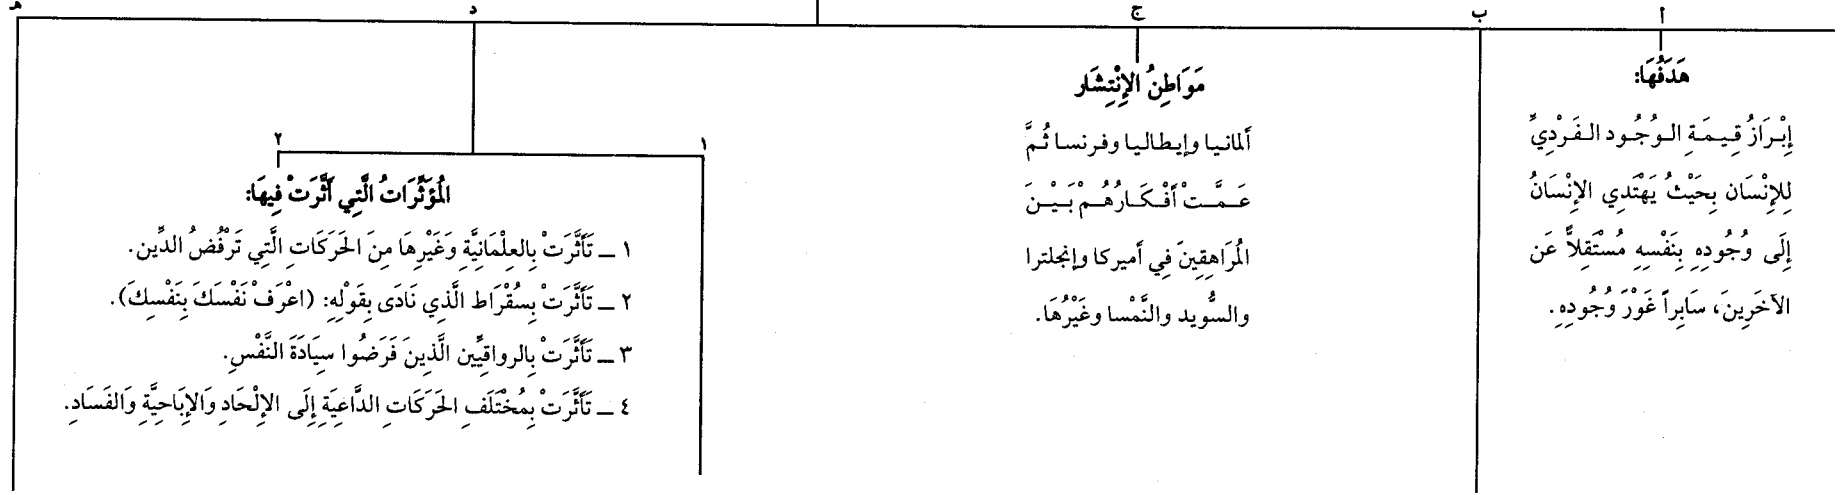 أ
هَدَفُهَا:
إِبْرَازُ قِيمَةِ الوُجُود الفَرْدِيِّ
لِلإِنْسَان بِحَيْثُ يَهْتَدِي الإِنْسَانُ
إِلَى وُجُودِهِ بِنَفْسِهِ مُسْتَقِلاًّ عَن
الآخَرِينَ، سَابِراً غَوْرَ وُجُودِهِ.
ب
ج
مَوَاطِنُ الإِنْتِشَار
ألمانيا وإيطاليا وفرنسا ثُمَّ
عَمَّتْ أَفْكَارُهُمْ بَيْنَ
المُرَاهِقِينَ فِي أميركا وإنجلترا
والسُّويد والنَّمْسا وغَيْرُهَا.
د
١
٢
المُؤَثِّرَاتُ الَّتِي أَثَّرَتْ فِيهَا:
١ ـ تَأَثَّرَتْ بِالعِلْمَانِيَّةِ وَغَيْرِهَا مِنَ الحَرَكَاتِ الَّتِي تَرْفُضُ الدِّين.
٢ ـ تَأَثَّرَتْ بِسُقْرَاط الَّذِي نَادَى بِقَوْلِهِ: (اعْرَفْ نَفْسَكَ بِنَفْسِكَ).
٣ ـ تَأَثَّرَتْ بِالرواقِيِّين الَّذِينَ فَرَضُوا سِيَادَةَ النَّفْسِ.
٤ ـ تَأَثَّرَتْ بِمُخْتَلَفِ الحَرَكَاتِ الدَّاعِيَةِ إِلَى الإِلْحَادِ وَالإِبَاحِيَّةِ وَالفَسَادِ.
هـ